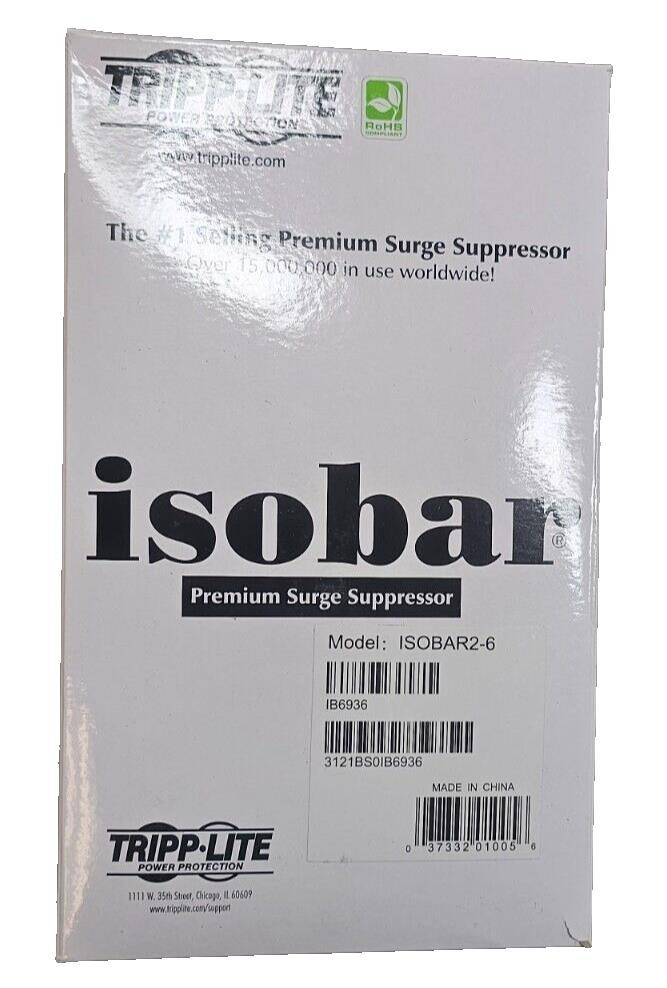 TRIPP·LITE
POWER PROTECTION
RoHS
COMPLIANT
www.tripplite.com
The #1 Selling Premium Surge Suppressor
Over 15,000,000 in use worldwide!
isobar®
Premium Surge Suppressor
Model: ISOBAR2-6
IB6936
3121BS0IB6936
MADE IN CHINA
0 37332 01005 6
TRIPP·LITE
POWER PROTECTION
1111 W. 35th Street, Chicago, IL 60609
www.tripplite.com/support